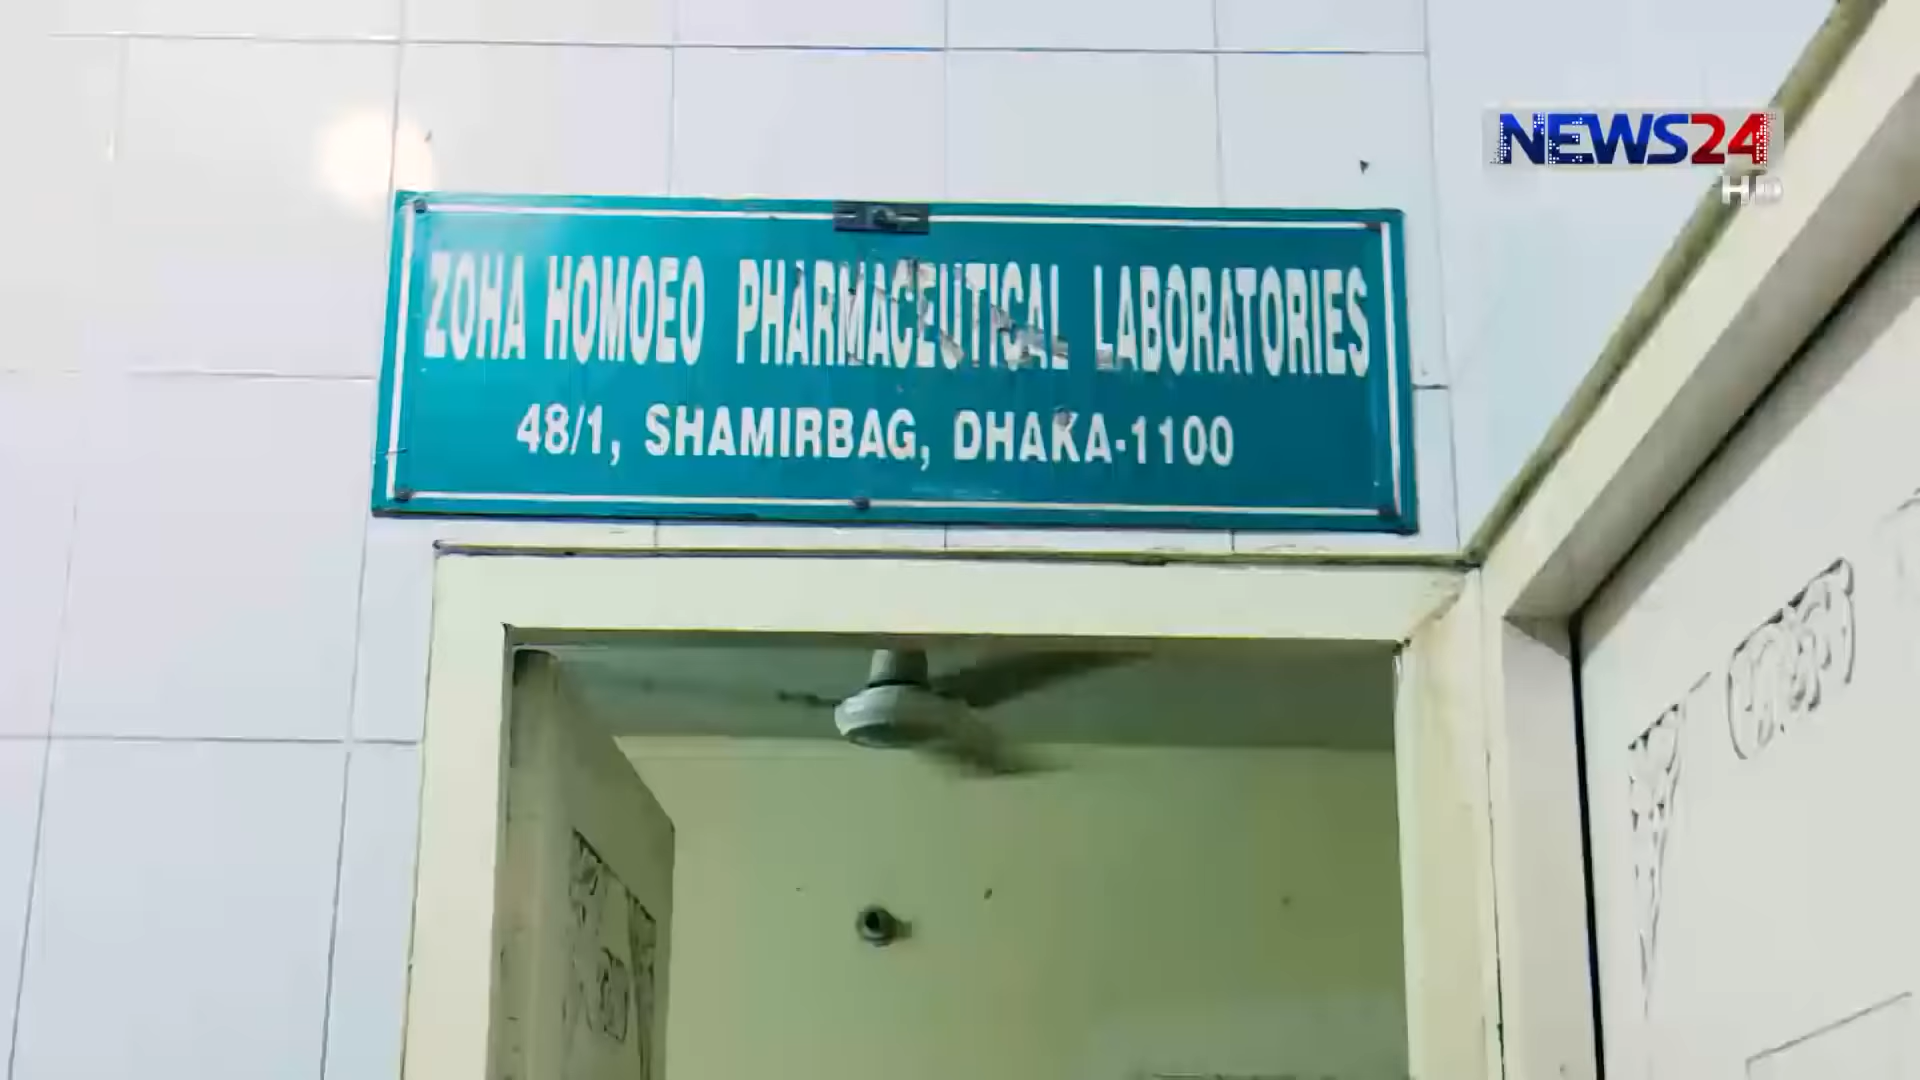 NEWS24
HD
ZOHA HOMOEO PHARMACEUTICAL LABORATORIES
48/1, SHAMIRBAG, DHAKA-1100